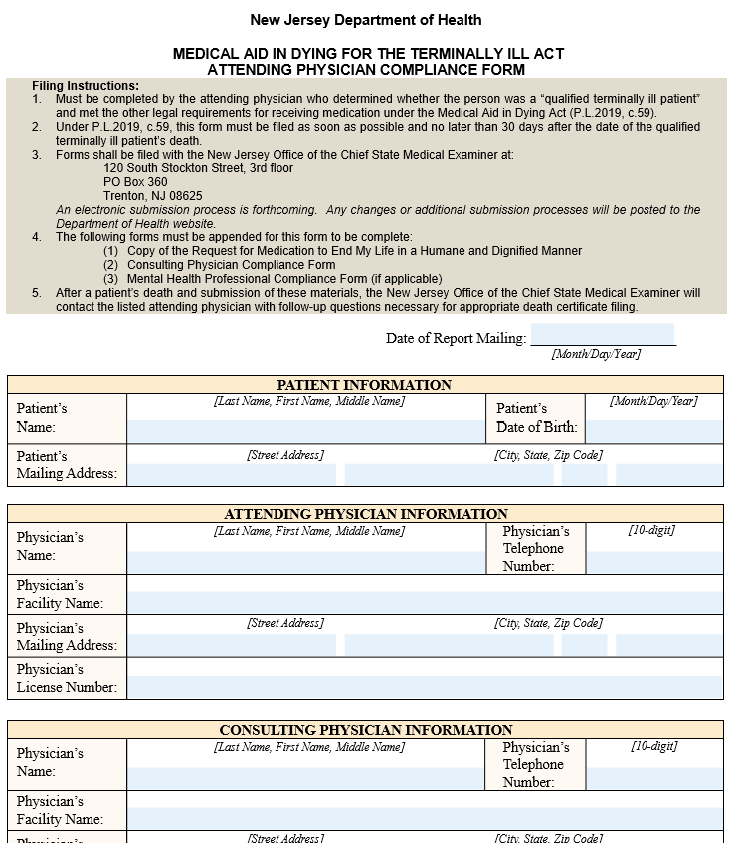 New Jersey Department of Health
MEDICAL AID IN DYING FOR THE TERMINALLY ILL ACT
ATTENDING PHYSICIAN COMPLIANCE FORM
Filing Instructions:
1. Must be completed by the attending physician who determined whether the person was a “qualified terminally ill patient”
and met the other legal requirements for receiving medication under the Medical Aid in Dying Act (P.L.2019, c.59).
2. Under P.L.2019, c.59, this form must be filed as soon as possible and no later than 30 days after the date of the qualified
terminally ill patient’s death.
3. Forms shall be filed with the New Jersey Office of the Chief State Medical Examiner at:
120 South Stockton Street, 3rd floor
PO Box 360
Trenton, NJ 08625
An electronic submission process is forthcoming. Any changes or additional submission processes will be posted to the
Department of Health website.
4. The following forms must be appended for this form to be complete:
(1) Copy of the Request for Medication to End My Life in a Humane and Dignified Manner
(2) Consulting Physician Compliance Form
(3) Mental Health Professional Compliance Form (if applicable)
5. After a patient’s death and submission of these materials, the New Jersey Office of the Chief State Medical Examiner will
contact the listed attending physician with follow-up questions necessary for appropriate death certificate filing.
Date of Report Mailing:
[Month/Day/Year]
PATIENT INFORMATION
Patient’s
Name:
[Last Name, First Name, Middle Name]
Patient’s
Date of Birth:
[Month/Day/Year]
Patient’s
Mailing Address:
[Street Address]
[City, State, Zip Code]
ATTENDING PHYSICIAN INFORMATION
Physician’s
Name:
[Last Name, First Name, Middle Name]
Physician’s
Telephone
Number:
[10-digit]
Physician’s
Facility Name:
Physician’s
Mailing Address:
[Street Address]
[City, State, Zip Code]
Physician’s
License Number:
CONSULTING PHYSICIAN INFORMATION
Physician’s
Name:
[Last Name, First Name, Middle Name]
Physician’s
Telephone
Number:
[10-digit]
Physician’s
Facility Name:
Physician’s
[Street Address]
[City, State, Zip Code]